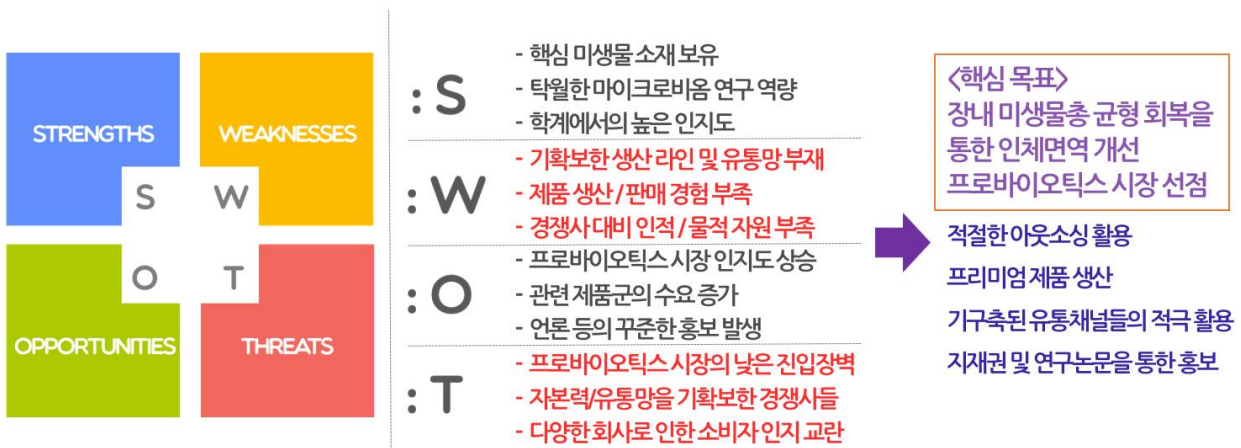 STRENGTHS
WEAKNESSES
S
W
O
T
OPPORTUNITIES
THREATS
: S
- 핵심 미생물 소재 보유
- 탁월한 마이크로비옴 연구 역량
- 학계에서의 높은 인지도
: W
- 기확보한 생산 라인 및 유통망 부재
- 제품 생산 / 판매 경험 부족
- 경쟁사 대비 인적 / 물적 자원 부족
: O
- 프로바이오틱스 시장 인지도 상승
- 관련 제품군의 수요 증가
- 언론 등의 꾸준한 홍보 발생
: T
- 프로바이오틱스 시장의 낮은 진입장벽
- 자본력/유통망을 기확보한 경쟁사들
- 다양한 회사로 인한 소비자 인지 교란
<핵심 목표>
장내 미생물총 균형 회복을
통한 인체면역 개선
프로바이오틱스 시장 선점
적절한 아웃소싱 활용
프리미엄 제품 생산
기구축된 유통채널들의 적극 활용
지재권 및 연구논문을 통한 홍보